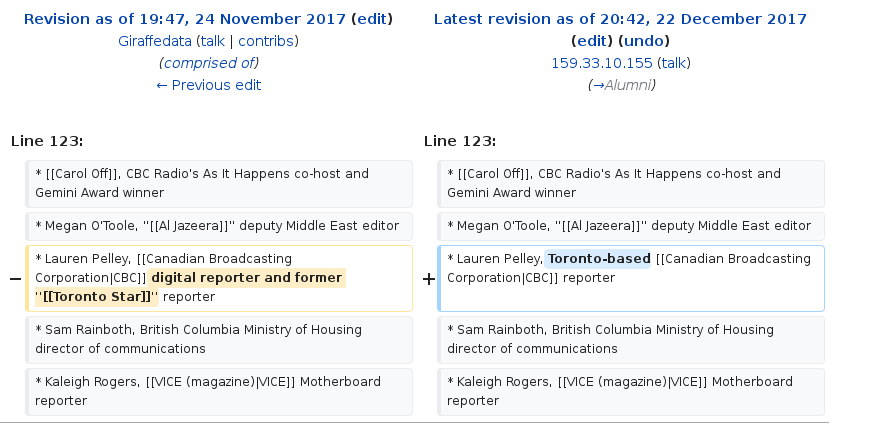 Revision as of 19:47, 24 November 2017 (edit)
Giraffedata (talk | contribs)
(comprised of)
← Previous edit
Latest revision as of 20:42, 22 December 2017
(edit) (undo)
159.33.10.155 (talk)
(→Alumni)
Line 123:
Line 123:
* [[Carol Off]], CBC Radio's As It Happens co-host and
Gemini Award winner
* [[Carol Off]], CBC Radio's As It Happens co-host and
Gemini Award winner
* Megan O'Toole, ''[[Al Jazeera]]'' deputy Middle East editor
* Megan O'Toole, ''[[Al Jazeera]]'' deputy Middle East editor
− * Lauren Pelley, [[Canadian Broadcasting
Corporation|CBC]] digital reporter and former
''[[Toronto Star]]'' reporter
+ * Lauren Pelley, Toronto-based [[Canadian Broadcasting
Corporation|CBC]] reporter
* Sam Rainboth, British Columbia Ministry of Housing
director of communications
* Sam Rainboth, British Columbia Ministry of Housing
director of communications
* Kaleigh Rogers, [[VICE (magazine)|VICE]] Motherboard
reporter
* Kaleigh Rogers, [[VICE (magazine)|VICE]] Motherboard
reporter